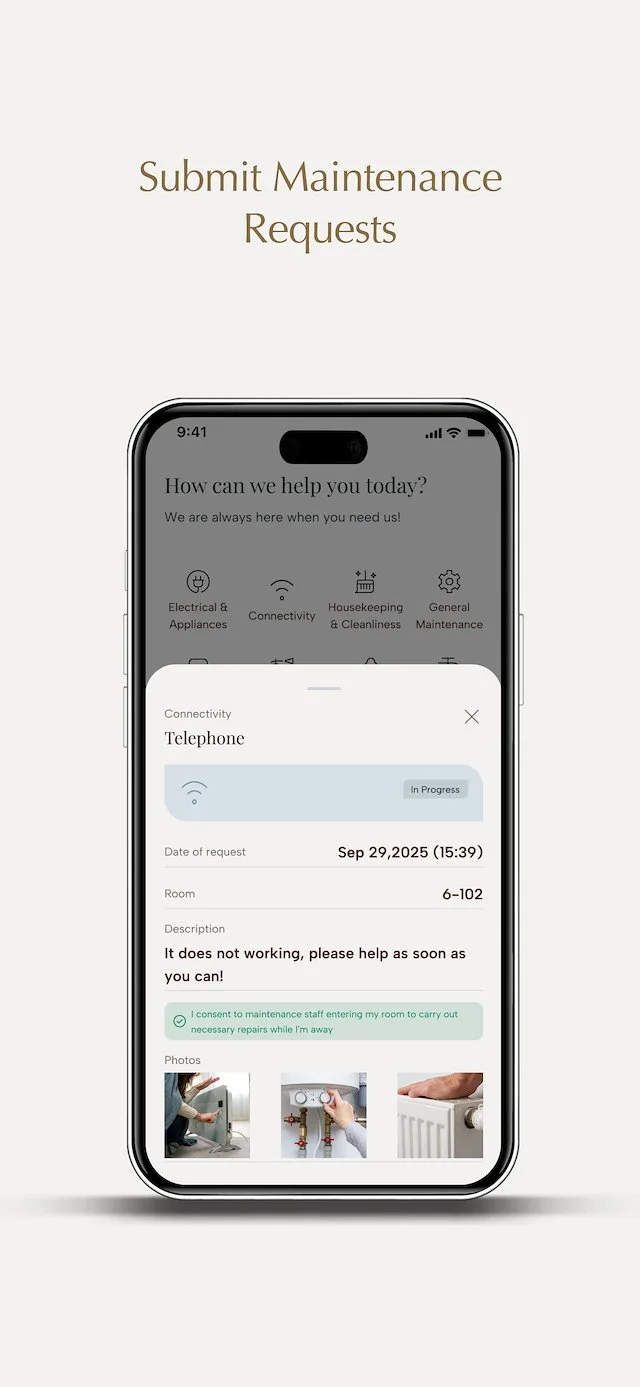 Submit Maintenance
Requests
9:41
How can we help you today?
We are always here when you need us!
Electrical &
Appliances
Connectivity
Housekeeping
& Cleanliness
General
Maintenance
Connectivity
Telephone
In Progress
Date of request
Sep 29,2025 (15:39)
Room
6-102
Description
It does not working, please help as soon as
you can!
I consent to maintenance staff entering my room to carry out
necessary repairs while I'm away
Photos